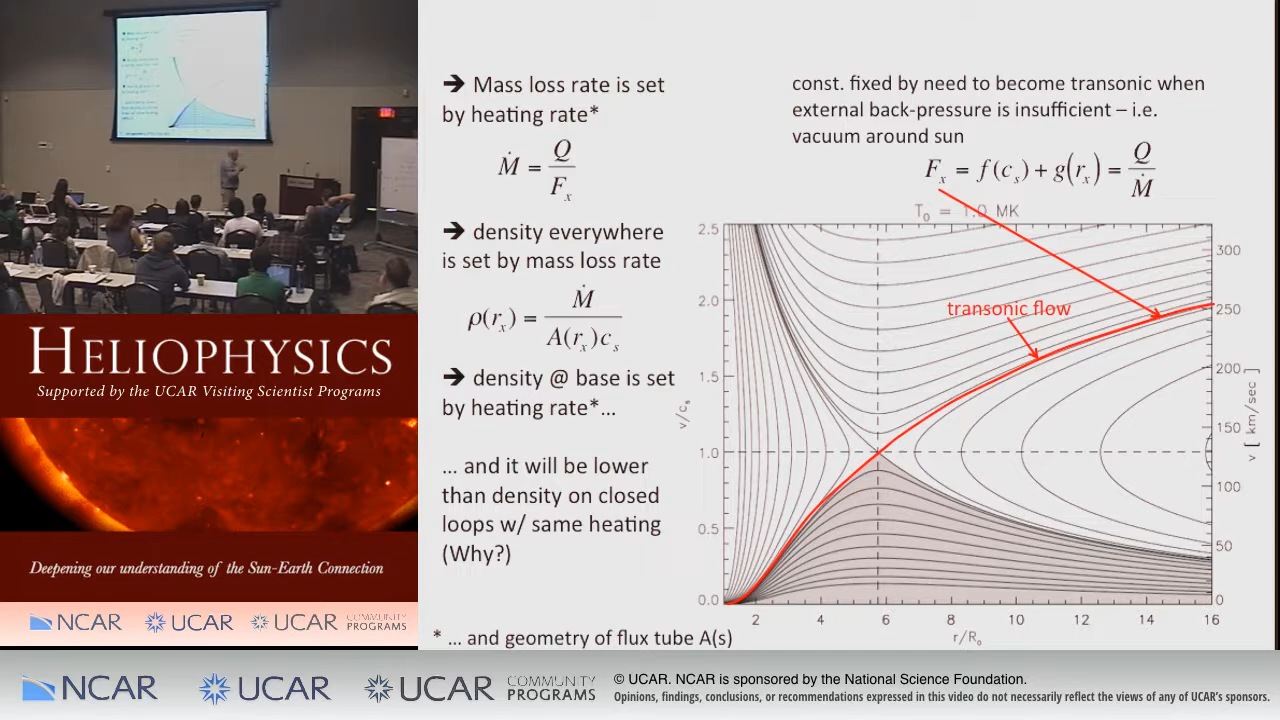 ➔ Mass loss rate is set
by heating rate*
Ṁ = Q / Fₓ
➔ density everywhere
is set by mass loss rate
ρ(rₓ) = Ṁ / A(rₓ)cₛ
➔ density @ base is set
by heating rate*…
… and it will be lower
than density on closed
loops w/ same heating
(Why?)
* … and geometry of flux tube A(s)
const. fixed by need to become transonic when
external back-pressure is insufficient – i.e.
vacuum around sun
Fₓ = f(cₛ) + g(rₓ) = Q / Ṁ
T₀ = 1.0 MK
transonic flow
2.5
2.0
1.5
1.0
0.5
0.0
v/cₛ
2 4 6 8 10 12 14 16
r/R₀
300
250
200
150
100
50
0
v [ km/sec ]
HELIOPHYSICS
Supported by the UCAR Visiting Scientist Programs
Deepening our understanding of the Sun-Earth Connection
NCAR UCAR UCAR COMMUNITY
PROGRAMS
NCAR UCAR UCAR COMMUNITY
PROGRAMS
© UCAR. NCAR is sponsored by the National Science Foundation.
Opinions, findings, conclusions, or recommendations expressed in this video do not necessarily reflect the views of any of UCAR's sponsors.